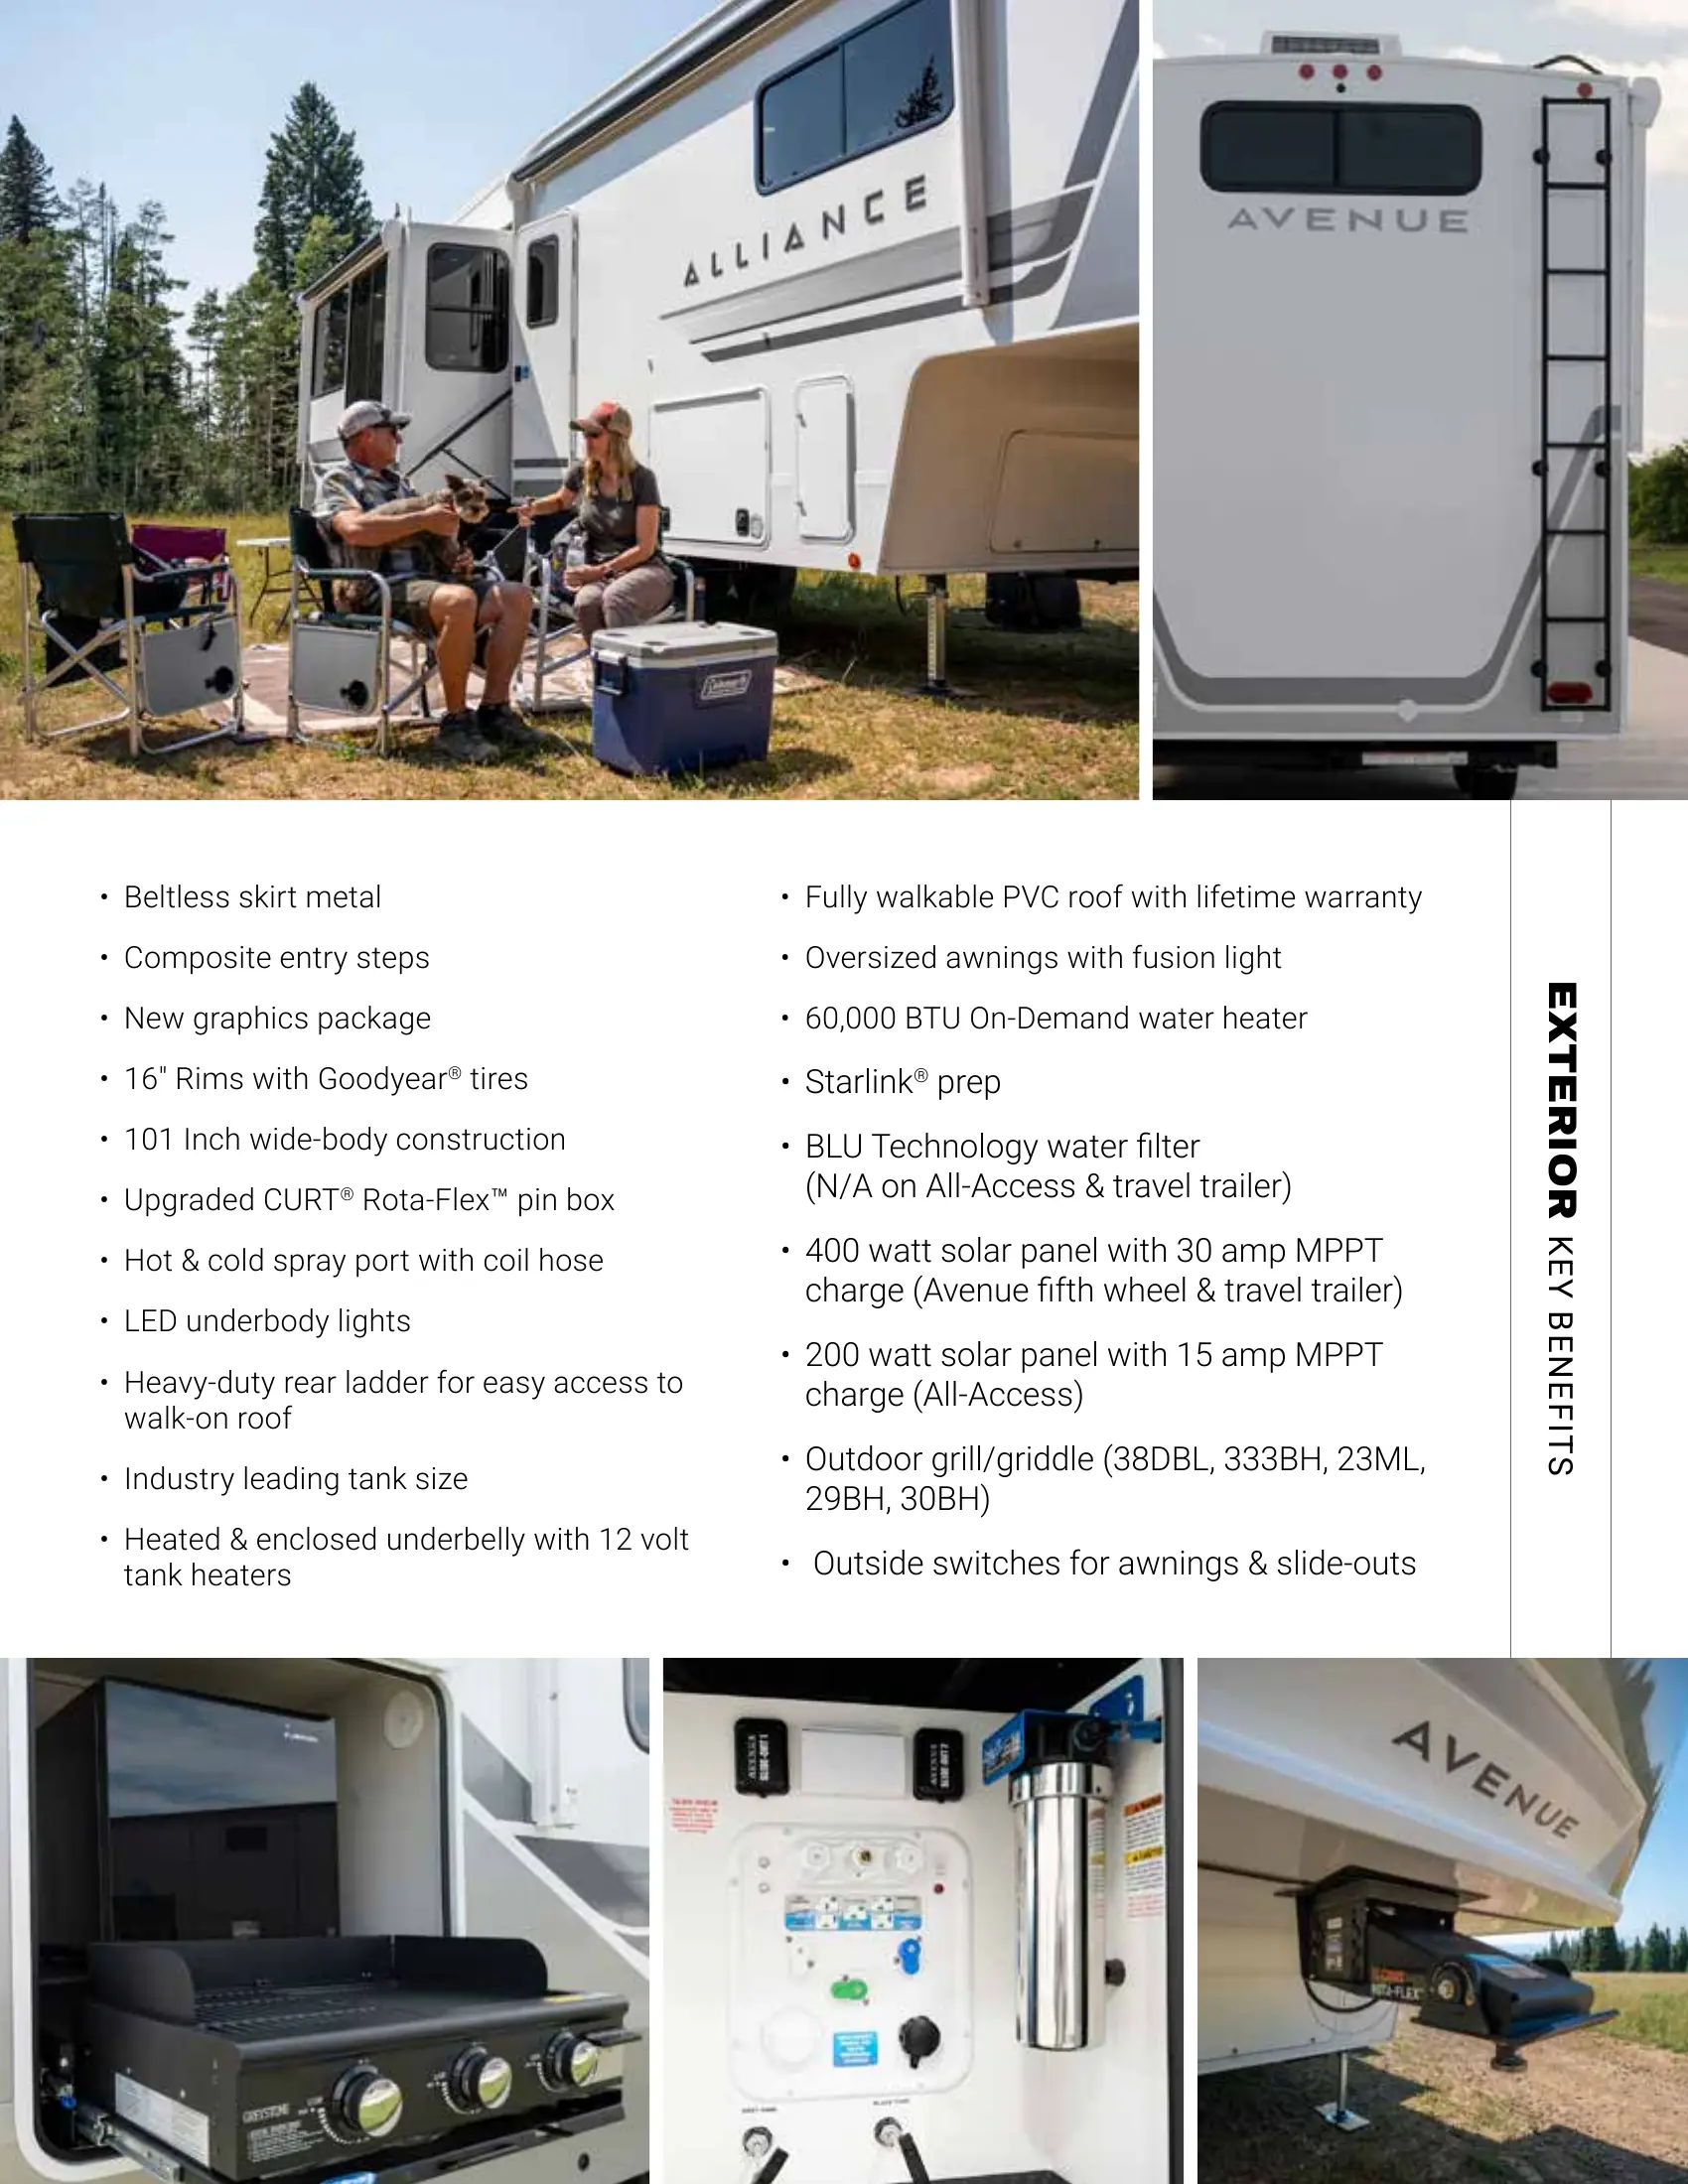 ALLIANCE
AVENUE
Coleman
• Beltless skirt metal
• Composite entry steps
• New graphics package
• 16" Rims with Goodyear® tires
• 101 Inch wide-body construction
• Upgraded CURT® Rota-Flex™ pin box
• Hot & cold spray port with coil hose
• LED underbody lights
• Heavy-duty rear ladder for easy access to
walk-on roof
• Industry leading tank size
• Heated & enclosed underbelly with 12 volt
tank heaters
• Fully walkable PVC roof with lifetime warranty
• Oversized awnings with fusion light
• 60,000 BTU On-Demand water heater
• Starlink® prep
• BLU Technology water filter
(N/A on All-Access & travel trailer)
• 400 watt solar panel with 30 amp MPPT
charge (Avenue fifth wheel & travel trailer)
• 200 watt solar panel with 15 amp MPPT
charge (All-Access)
• Outdoor grill/griddle (38DBL, 333BH, 23ML,
29BH, 30BH)
• Outside switches for awnings & slide-outs
EXTERIOR KEY BENEFITS
GREYSTONE
BLACK TANK
AVENUE
CURT
ROTA-FLEX